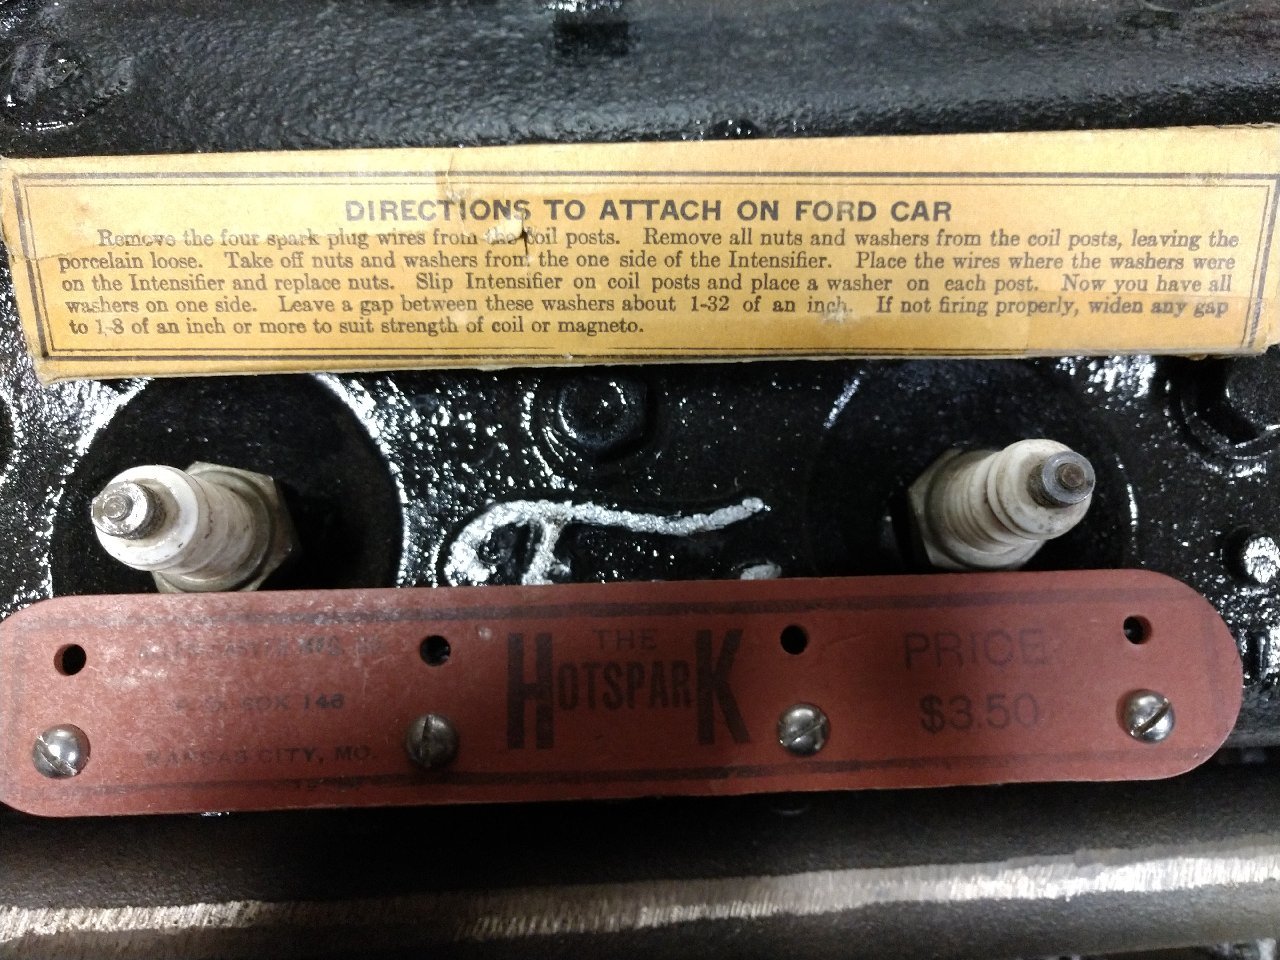 DIRECTIONS TO ATTACH ON FORD CAR
Remove the four spark plug wires from the coil posts. Remove all nuts and washers from the coil posts, leaving the
porcelain loose. Take off nuts and washers from the one side of the Intensifier. Place the wires where the washers were
on the Intensifier and replace nuts. Slip Intensifier on coil posts and place a washer on each post. Now you have all
washers on one side. Leave a gap between these washers about 1-32 of an inch. If not firing properly, widen any gap
to 1-8 of an inch or more to suit strength of coil or magneto.
MFG. CO.
P.O. BOX 146
KANSAS CITY, MO.
THE
HOTSPARK
PRICE
$3.50